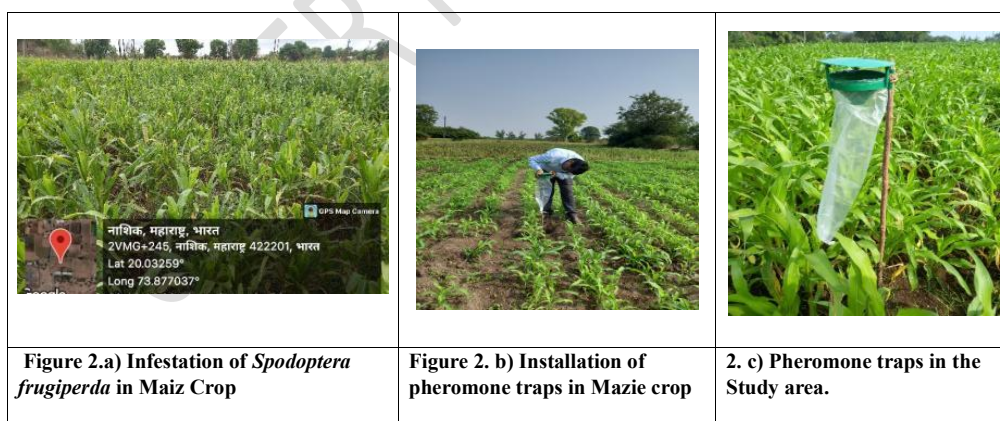 GPS Map Camera
नाशिक, महाराष्ट्र, भारत
2VMG+245, नाशिक, महाराष्ट्र 422201, भारत
Lat 20.03259°
Long 73.877037°
Google
Figure 2.a) Infestation of Spodoptera
frugiperda in Maiz Crop
Figure 2. b) Installation of
pheromone traps in Mazie crop
2. c) Pheromone traps in the
Study area.